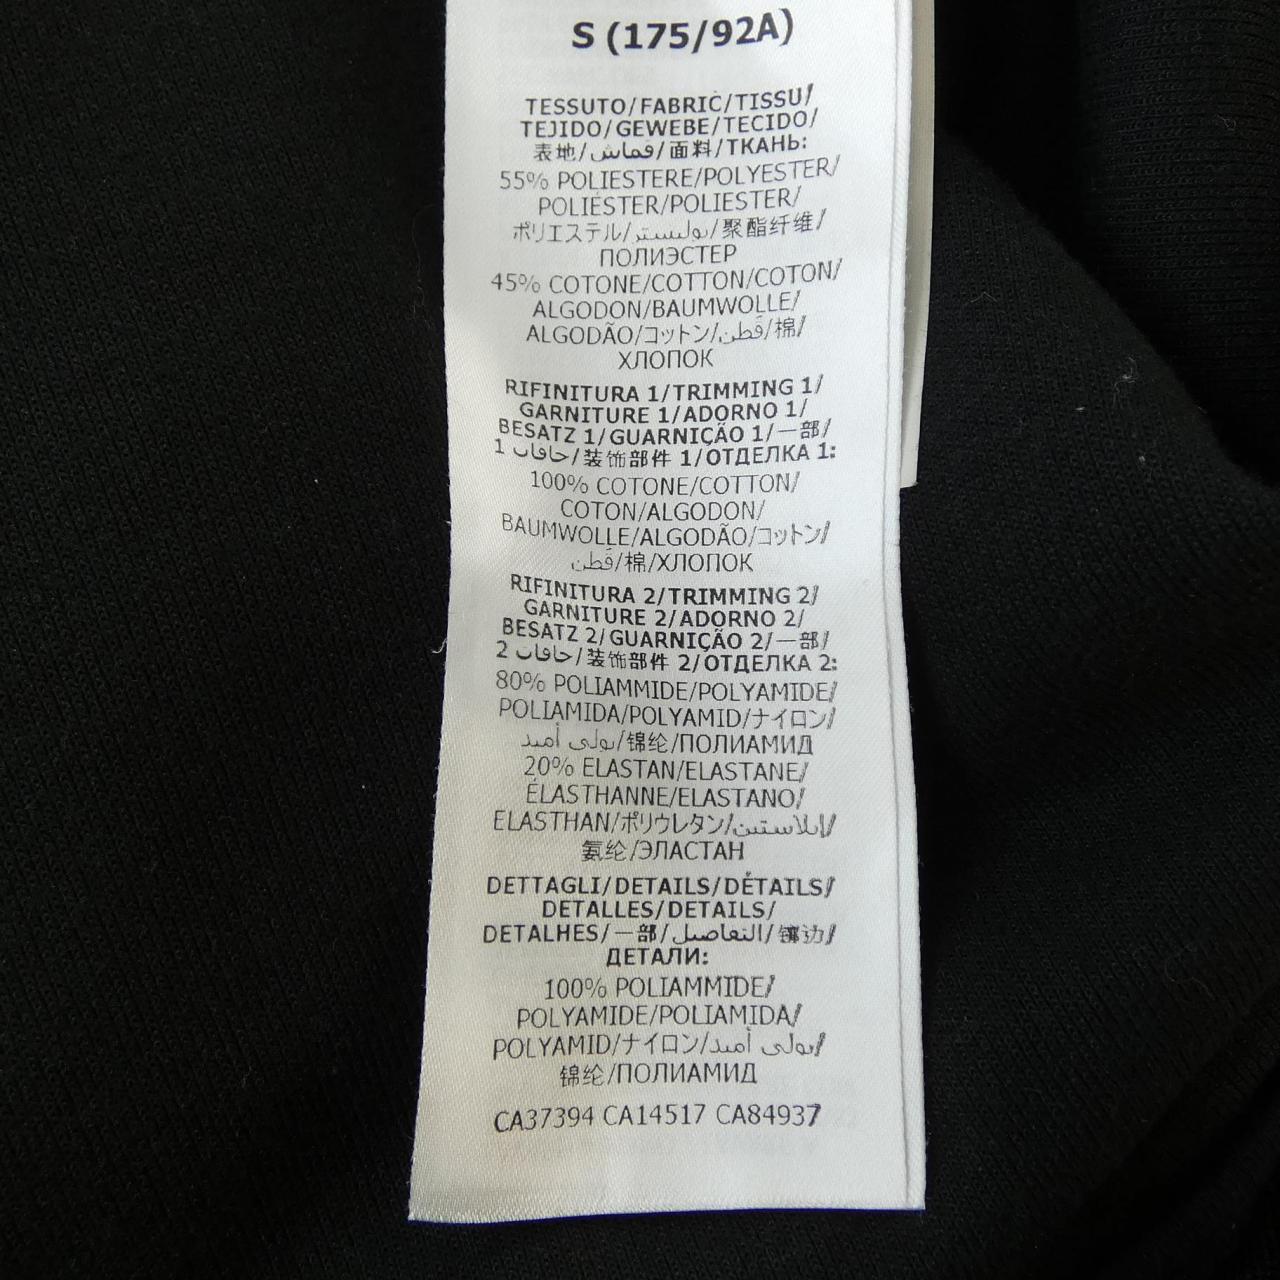 S (175/92A)
TESSUTO/FABRIC/TISSU/
TEJIDO/GEWEBE/TECIDO/
表地/قماش/面料/ТКАНЬ:
55% POLIESTERE/POLYESTER/
POLIÉSTER/POLIESTER/
ポリエステル/بوليستر/聚酯纤维/
ПОЛИЭСТЕР
45% COTONE/COTTON/COTON/
ALGODON/BAUMWOLLE/
ALGODÃO/コットン/قطن/棉/
ХЛОПОК
RIFINITURA 1/TRIMMING 1/
GARNITURE 1/ADORNO 1/
BESATZ 1/GUARNIÇÃO 1/一部/
حافات 1/装饰部件 1/ОТДЕЛКА 1:
100% COTONE/COTTON/
COTON/ALGODON/
BAUMWOLLE/ALGODÃO/コットン/
قطن/棉/ХЛОПОК
RIFINITURA 2/TRIMMING 2/
GARNITURE 2/ADORNO 2/
BESATZ 2/GUARNIÇÃO 2/一部/
حافات 2/装饰部件 2/ОТДЕЛКА 2:
80% POLIAMMIDE/POLYAMIDE/
POLIAMIDA/POLYAMID/ナイロン/
بولى أميد/锦纶/ПОЛИАМИД
20% ELASTAN/ELASTANE/
ÉLASTHANNE/ELASTANO/
ELASTHAN/ポリウレタン/إيلاستين/
氨纶/ЭЛАСТАН
DETTAGLI/DETAILS/DÉTAILS/
DETALLES/DETAILS/
DETALHES/一部/التفاصيل/镶边/
ДЕТАЛИ:
100% POLIAMMIDE/
POLYAMIDE/POLIAMIDA/
POLYAMID/ナイロン/بولى أميد/
锦纶/ПОЛИАМИД
CA37394 CA14517 CA84937